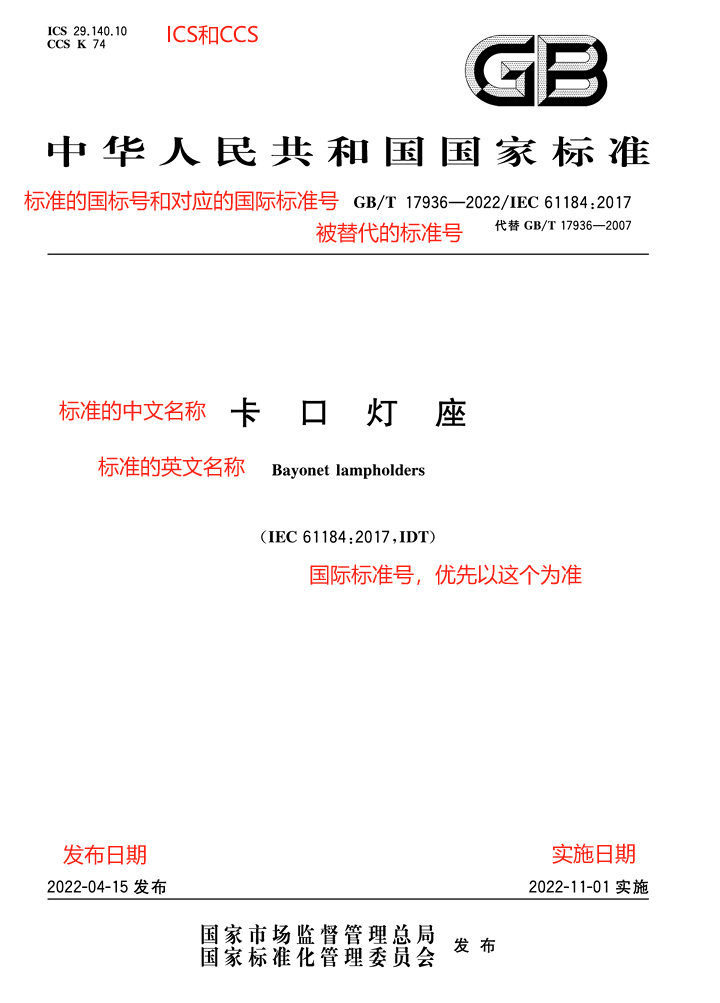 ICS 29.140.10
CCS K 74
ICS和CCS
GB
中华人民共和国国家标准
标准的国标号和对应的国际标准号 GB/T 17936—2022/IEC 61184:2017
被替代的标准号 代替 GB/T 17936—2007
标准的中文名称 卡口灯座
标准的英文名称 Bayonet lampholders
(IEC 61184:2017,IDT)
国际标准号，优先以这个为准
发布日期 实施日期
2022-04-15 发布 2022-11-01 实施
国家市场监督管理总局
国家标准化管理委员会 发布